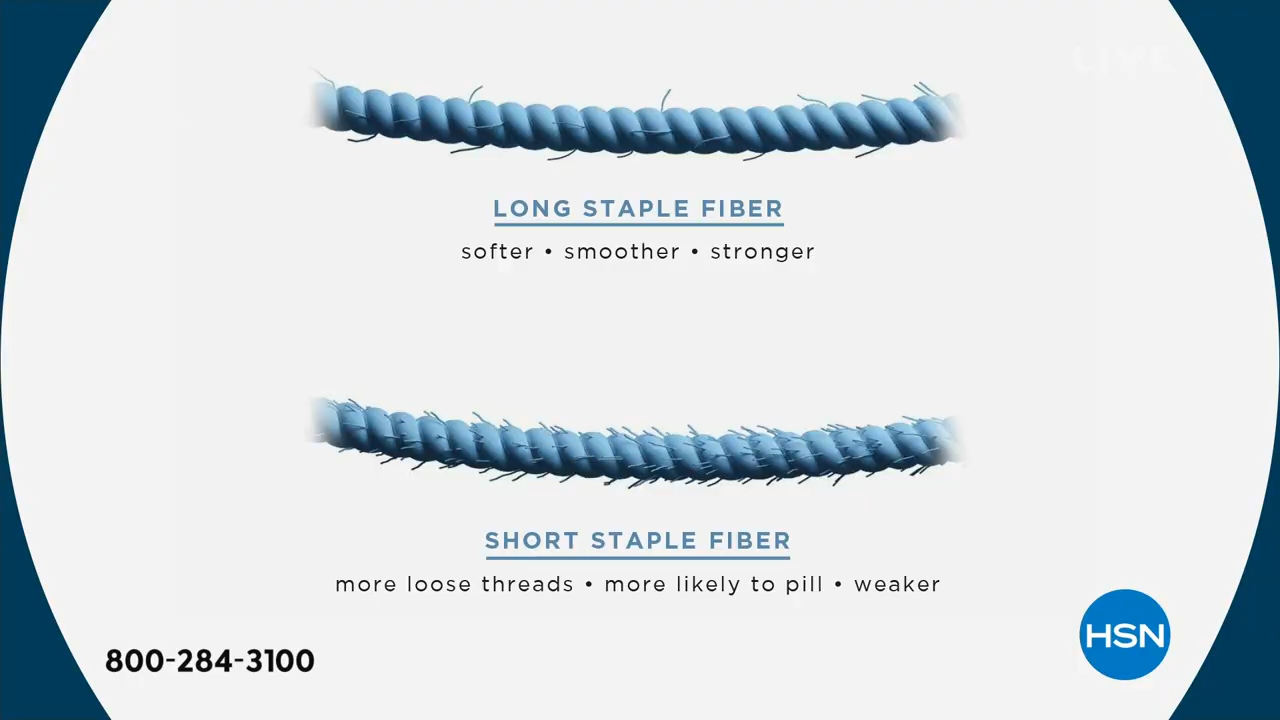 LIVE
LONG STAPLE FIBER
softer • smoother • stronger
SHORT STAPLE FIBER
more loose threads • more likely to pill • weaker
800-284-3100
HSN